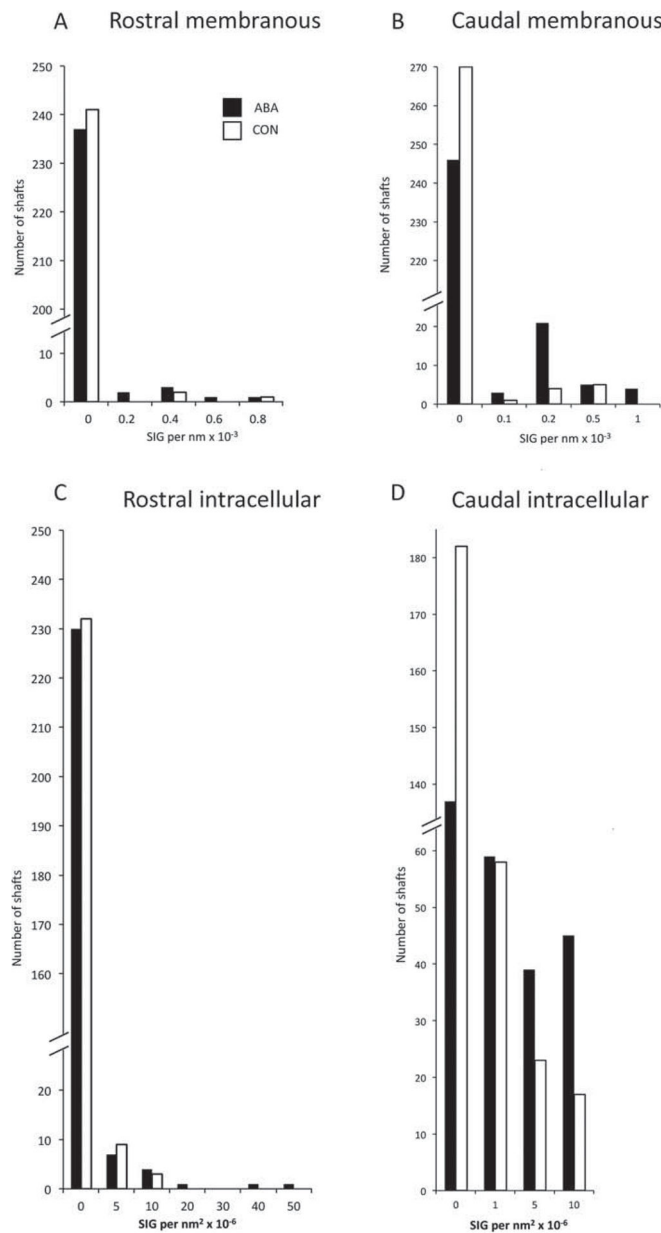 A Rostral membranous
B Caudal membranous
250
240
230
220
210
200
10
0
Number of shafts
ABA
CON
0 0.2 0.4 0.6 0.8
SIG per nm x 10⁻³
270
260
250
240
230
220
20
10
0
Number of shafts
0 0.1 0.2 0.5 1
SIG per nm x 10⁻³
C Rostral intracellular
D Caudal intracellular
250
240
230
220
210
200
190
180
170
160
20
10
0
Number of shafts
0 5 10 20 30 40 50
SIG per nm² x 10⁻⁶
180
170
160
150
140
60
50
40
30
20
10
0
Number of shafts
0 1 5 10
SIG per nm² x 10⁻⁶